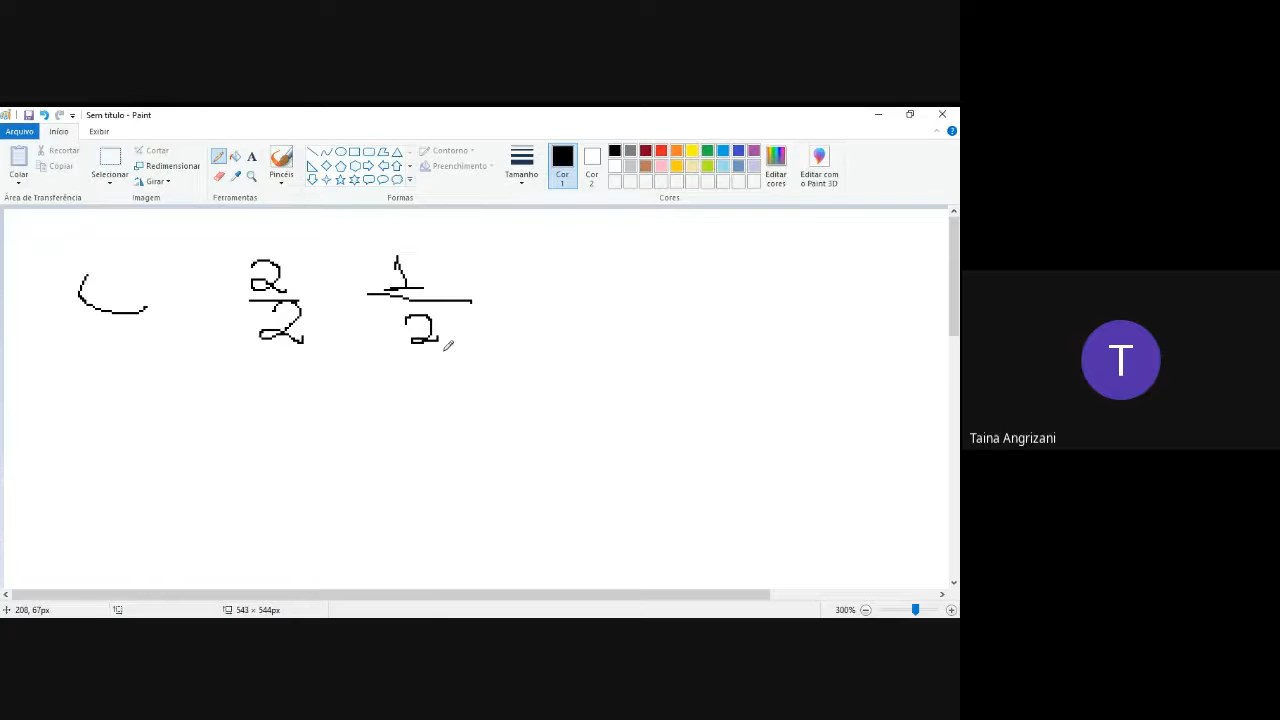 Sem título - Paint
Arquivo Início Exibir
Colar
Recortar
Copiar
Área de Transferência
Selecionar
Cortar
Redimensionar
Girar
Imagem
A
Ferramentas
Pincéis
Contorno
Preenchimento
Formas
Tamanho
Cor 1
Cor 2
Editar cores
Cores
Editar com o Paint 3D
2 1
2 2
T
Taina Angrizani
208, 67px
543 × 544px
300%